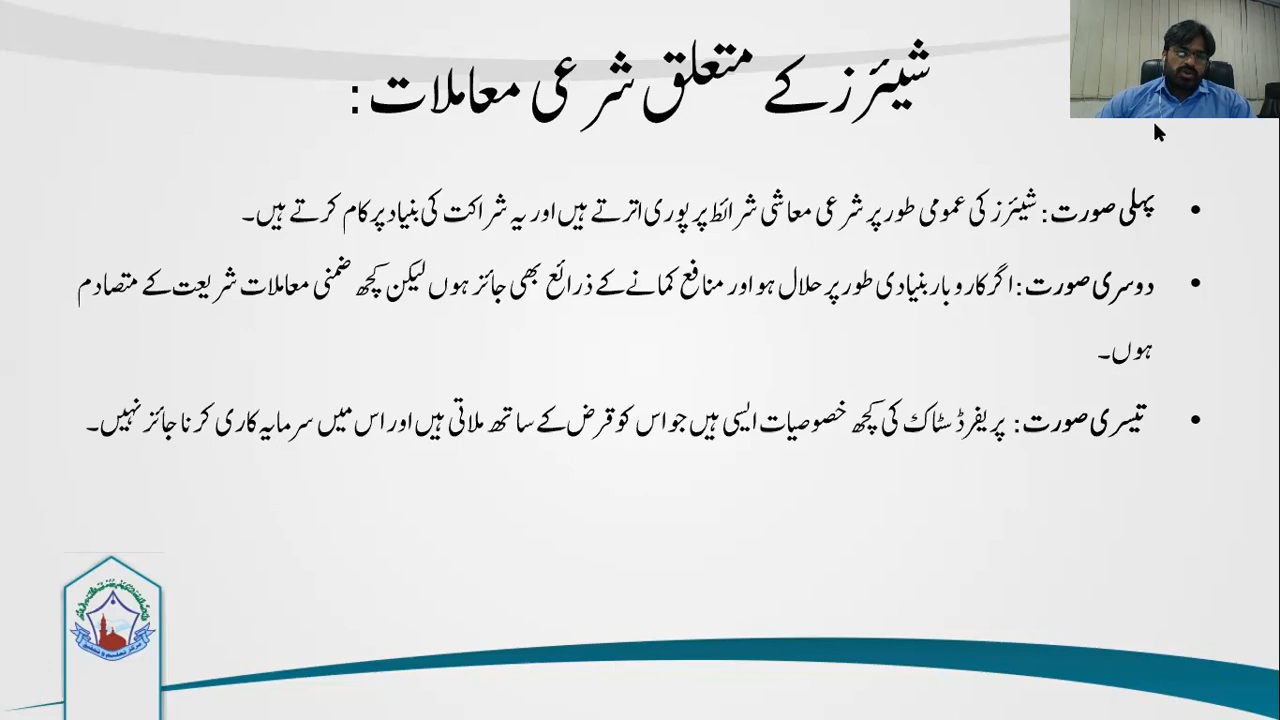 شیئرز کے متعلق شرعی معاملات:
• پہلی صورت: شیئرز کی عمومی طور پر شرعی معاشی شرائط پر پوری اترتے ہیں اور یہ شراکت کی بنیاد پر کام کرتے ہیں۔
• دوسری صورت: اگر کاروبار بنیادی طور پر حلال ہو اور منافع کمانے کے ذرائع بھی جائز ہوں لیکن کچھ ضمنی معاملات شریعت کے متصادم
ہوں۔
• تیسری صورت: پریفرڈ سٹاک کی کچھ خصوصیات ایسی ہیں جو اس کو قرض کے ساتھ ملاتی ہیں اور اس میں سرمایہ کاری کرنا جائز نہیں۔